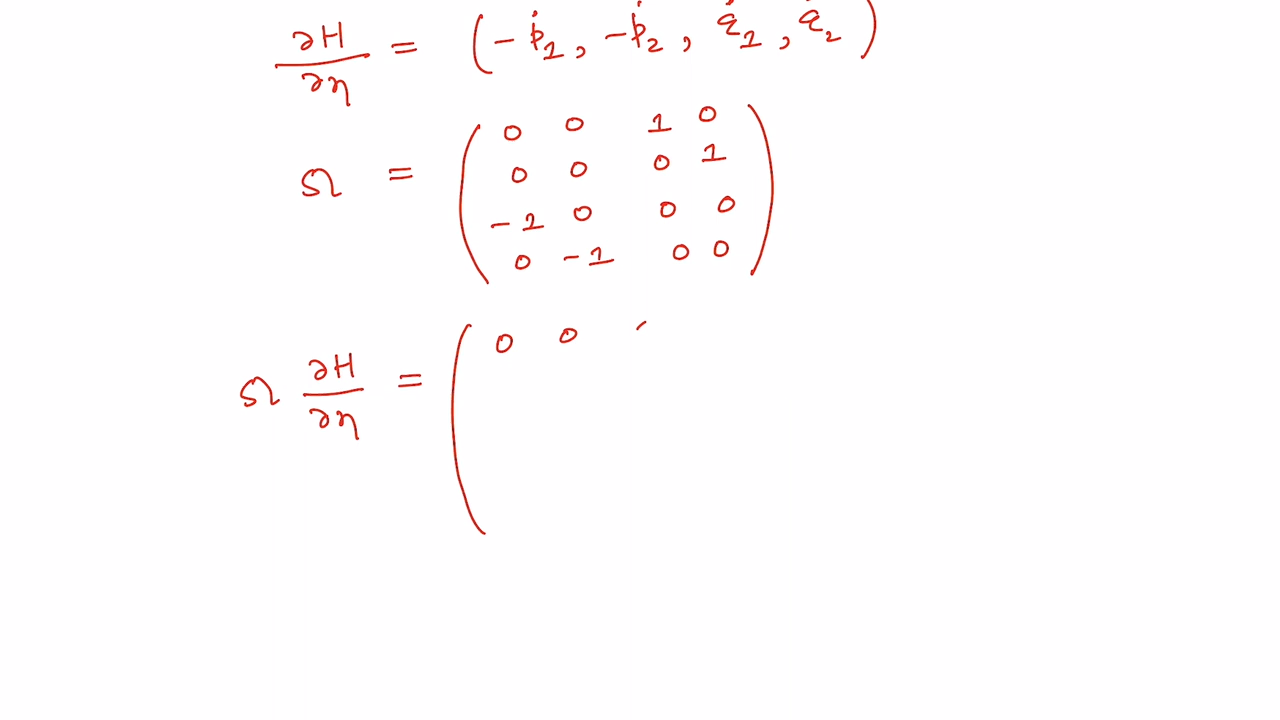 ∂H/∂η = (-ṗ₁, -ṗ₂, q̇₁, q̇₂)
Ω = (0 0 1 0
0 0 0 1
-1 0 0 0
0 -1 0 0)
Ω ∂H/∂η = (0 0